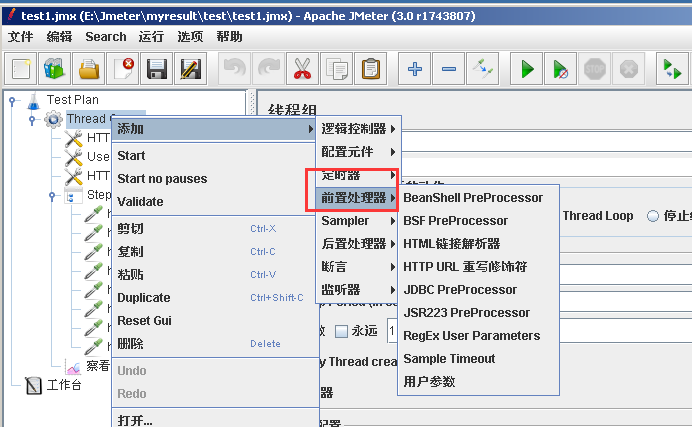 test1.jmx (E:\Jmeter\myresult\test\test1.jmx) - Apache JMeter (3.0 r1743807)
文件 编辑 Search 运行 选项 帮助
STOP
Test Plan
Thread
HTT
Use
HTT
Step
察看
工作台
线程组
添加
Start
Start no pauses
Validate
剪切 Ctrl-X
复制 Ctrl-C
粘贴 Ctrl-V
Duplicate Ctrl+Shift-C
Reset Gui
删除 Delete
Undo
Redo
打开...
逻辑控制器
配置元件
定时器
前置处理器
Sampler
后置处理器
断言
监听器
BeanShell PreProcessor
BSF PreProcessor
HTML链接解析器
HTTP URL 重写修饰符
JDBC PreProcessor
JSR223 PreProcessor
RegEx User Parameters
Sample Timeout
用户参数
的动作
Thread Loop 停止线
数 永远 1
y Thread crea
器
配置